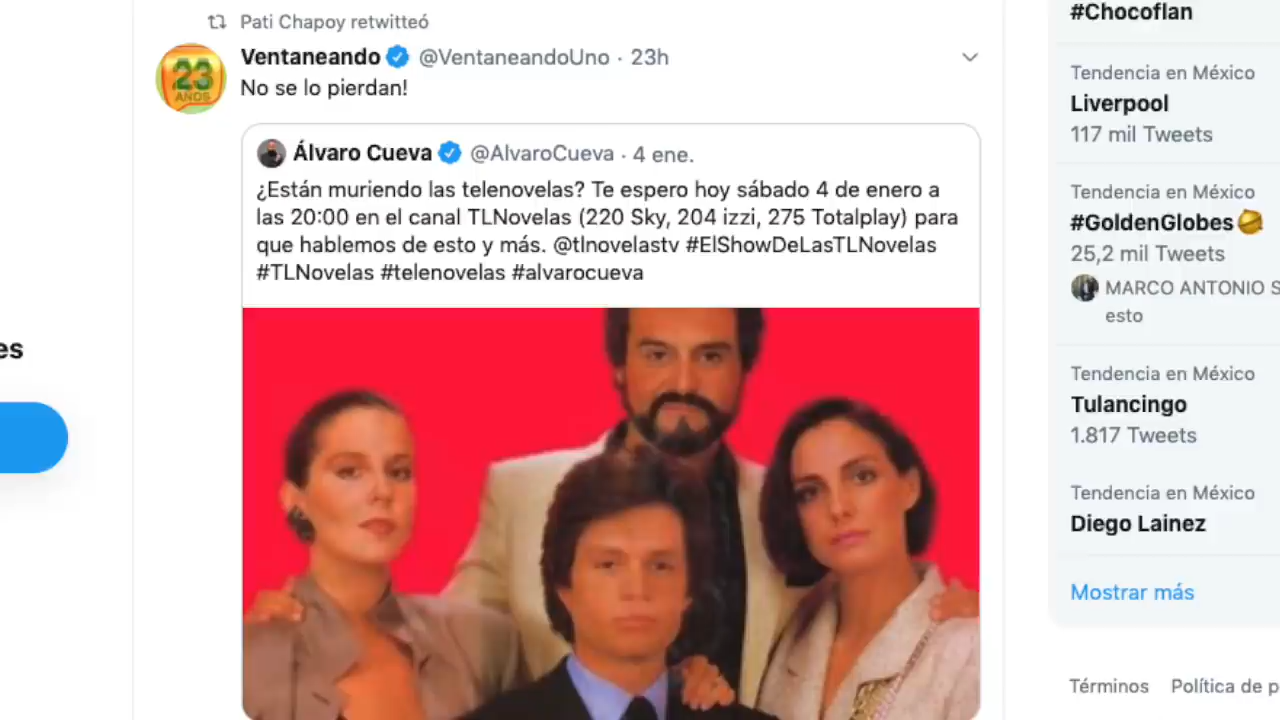 Pati Chapoy retwitteó
Ventaneando @VentaneandoUno · 23h
No se lo pierdan!
23
AÑOS
Álvaro Cueva @AlvaroCueva · 4 ene.
¿Están muriendo las telenovelas? Te espero hoy sábado 4 de enero a
las 20:00 en el canal TLNovelas (220 Sky, 204 izzi, 275 Totalplay) para
que hablemos de esto y más. @tlnovelastv #ElShowDeLasTLNovelas
#TLNovelas #telenovelas #alvarocueva
es
#Chocoflan
Tendencia en México
Liverpool
117 mil Tweets
Tendencia en México
#GoldenGlobes
25,2 mil Tweets
MARCO ANTONIO S
esto
Tendencia en México
Tulancingo
1.817 Tweets
Tendencia en México
Diego Lainez
Mostrar más
Términos Política de p